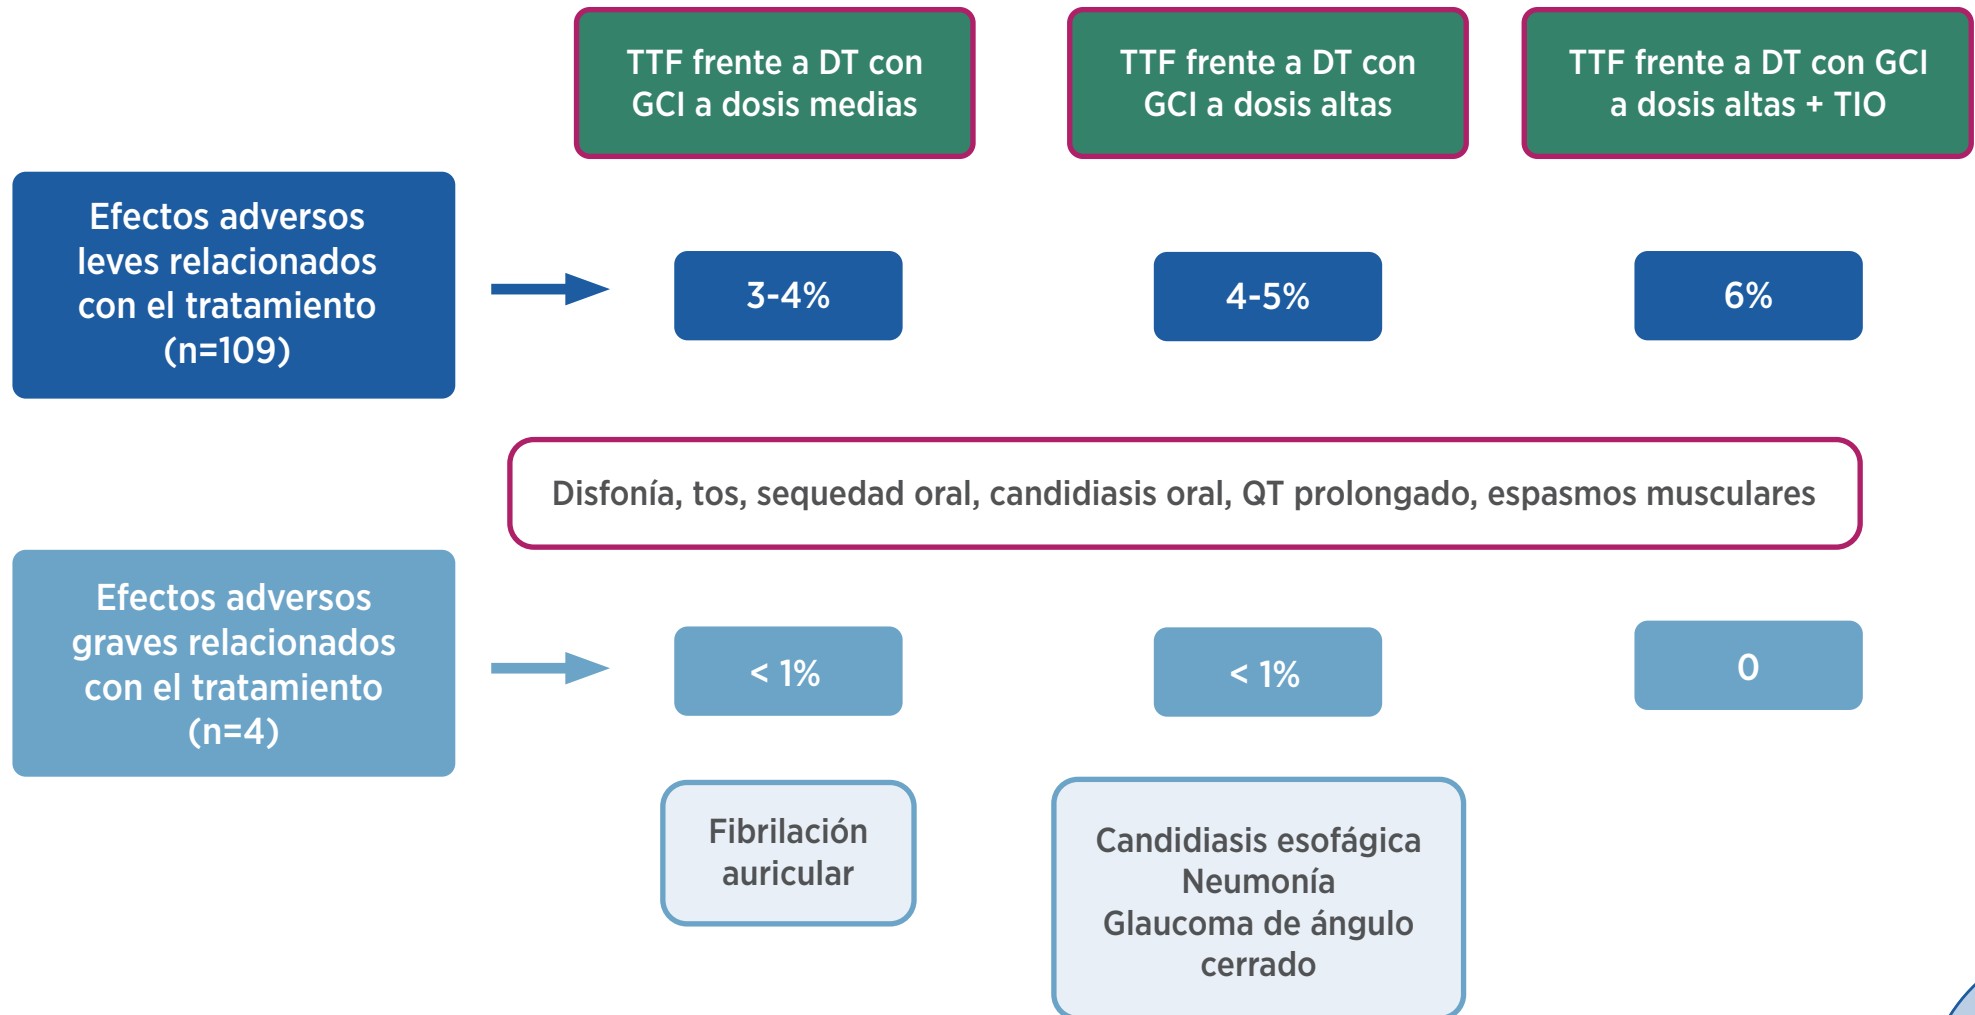 TTF frente a DT con
GCI a dosis medias
TTF frente a DT con
GCI a dosis altas
TTF frente a DT con GCI
a dosis altas + TIO
Efectos adversos
leves relacionados
con el tratamiento
(n=109)
3-4%
4-5%
6%
Disfonía, tos, sequedad oral, candidiasis oral, QT prolongado, espasmos musculares
Efectos adversos
graves relacionados
con el tratamiento
(n=4)
< 1%
< 1%
0
Fibrilación
auricular
Candidiasis esofágica
Neumonía
Glaucoma de ángulo
cerrado